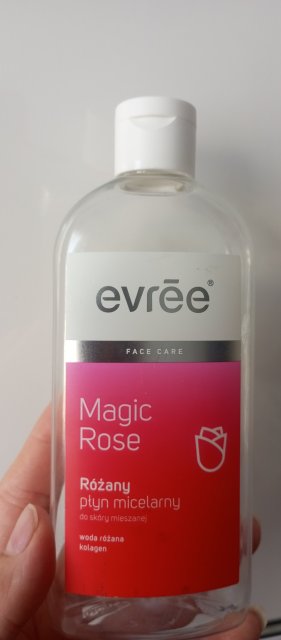 evrēe®
FACE CARE
Magic
Rose
Różany
płyn micelarny
do skóry mieszanej
woda różana
kolagen